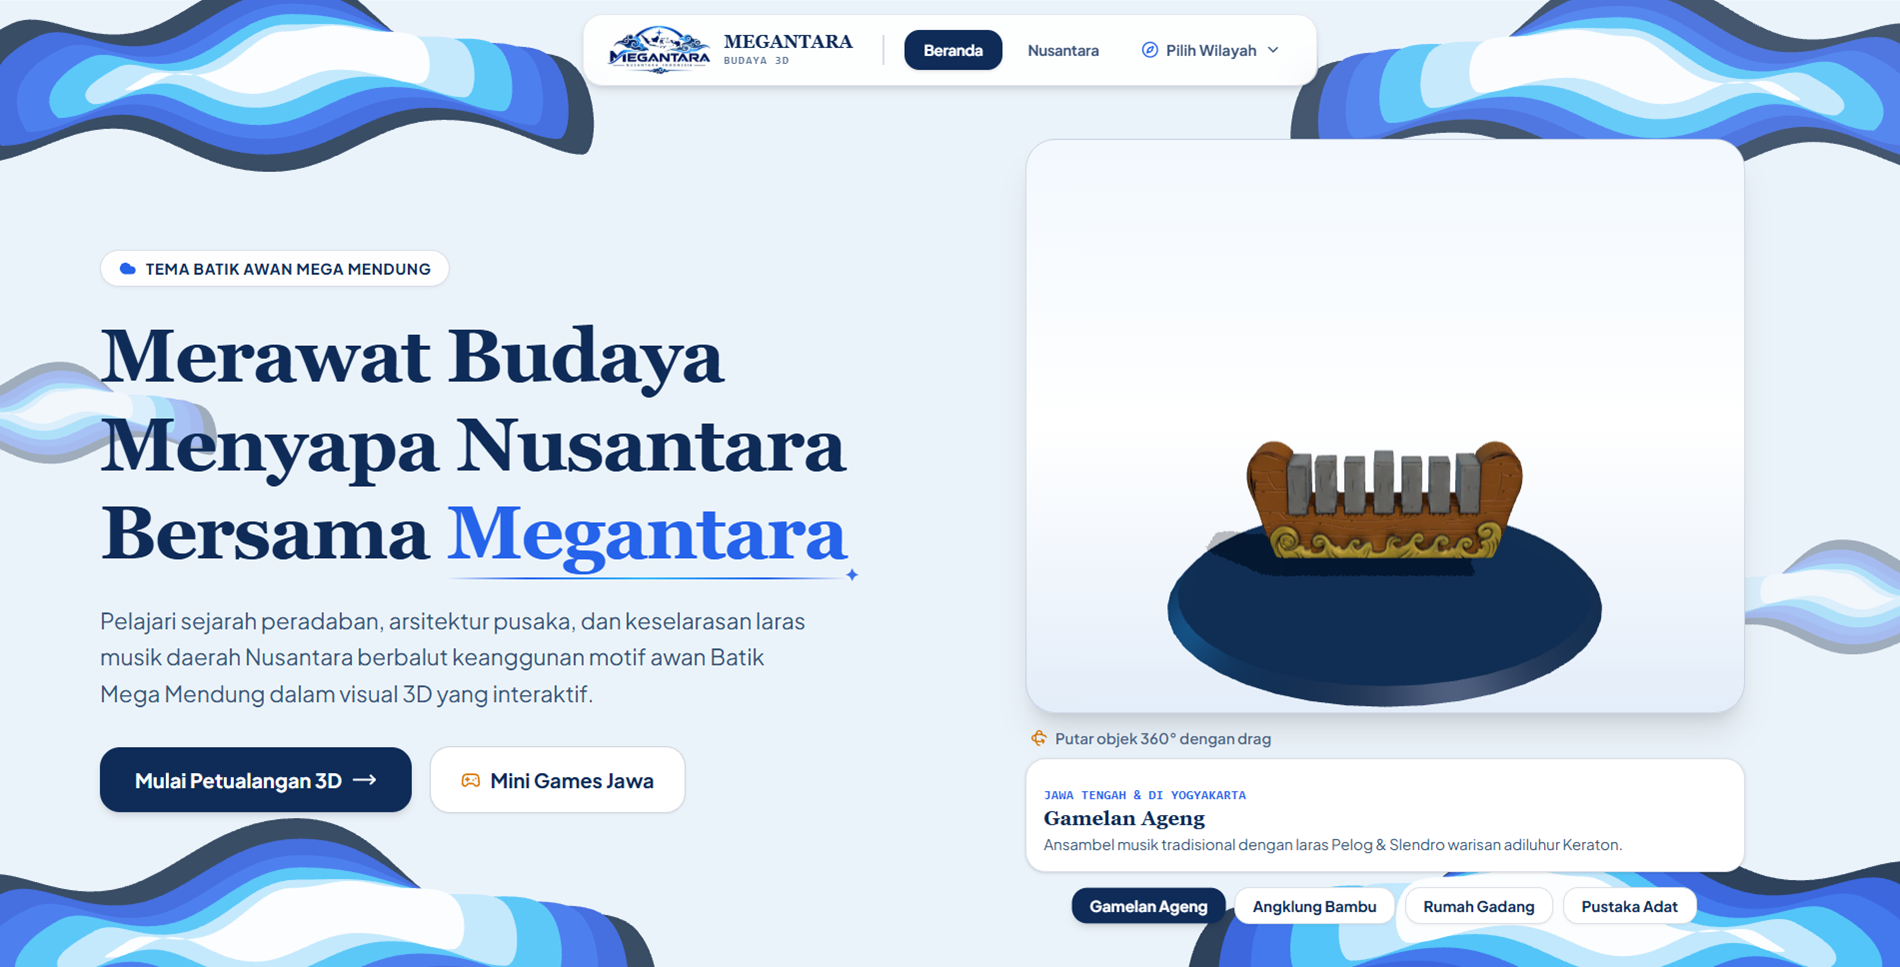 MEGANTARA
NUSANTARA INDONESIA
MEGANTARA
BUDAYA 3D
Beranda
Nusantara
Pilih Wilayah
TEMA BATIK AWAN MEGA MENDUNG
Merawat Budaya
Menyapa Nusantara
Bersama Megantara
Pelajari sejarah peradaban, arsitektur pusaka, dan keselarasan laras
musik daerah Nusantara berbalut keanggunan motif awan Batik
Mega Mendung dalam visual 3D yang interaktif.
Mulai Petualangan 3D →
Mini Games Jawa
Putar objek 360° dengan drag
JAWA TENGAH & DI YOGYAKARTA
Gamelan Ageng
Ansambel musik tradisional dengan laras Pelog & Slendro warisan adiluhur Keraton.
Gamelan Ageng
Angklung Bambu
Rumah Gadang
Pustaka Adat